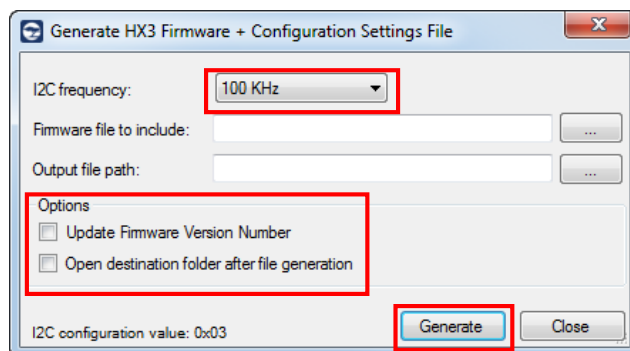 Generate HX3 Firmware + Configuration Settings File
I2C frequency: 100 KHz
Firmware file to include: ...
Output file path: ...
Options
Update Firmware Version Number
Open destination folder after file generation
I2C configuration value: 0x03 Generate Close